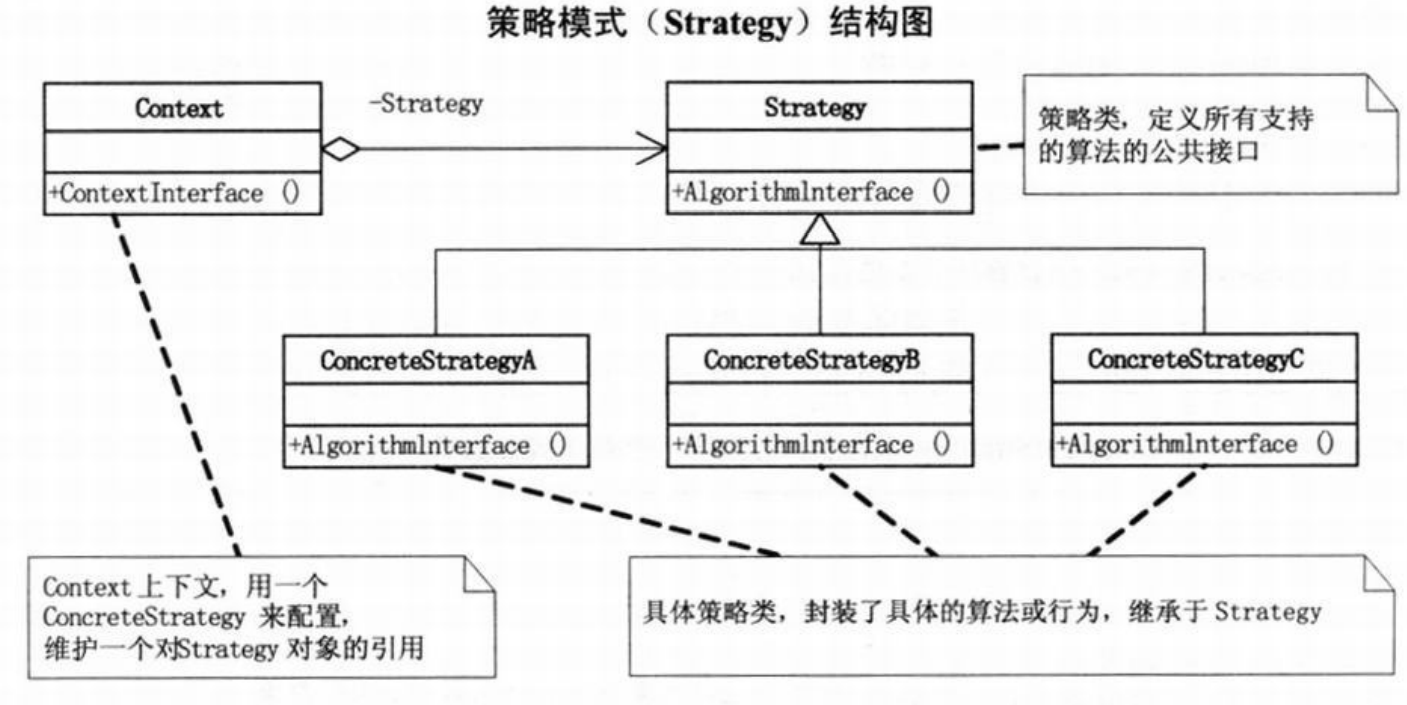 策略模式（Strategy）结构图
Context
-Strategy
Strategy
策略类，定义所有支持
的算法的公共接口
+ContextInterface ()
+AlgorithmlInterface ()
ConcreteStrategyA
ConcreteStrategyB
ConcreteStrategyC
+Algorithmlnterface ()
+Algorithmlnterface ()
+Algorithmlnterface ()
Context 上下文，用一个
ConcreteStrategy 来配置，
维护一个对Strategy 对象的引用
具体策略类，封装了具体的算法或行为，继承于 Strategy